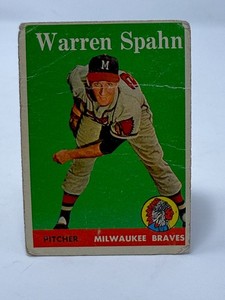 Warren Spahn
M
PITCHER MILWAUKEE BRAVES